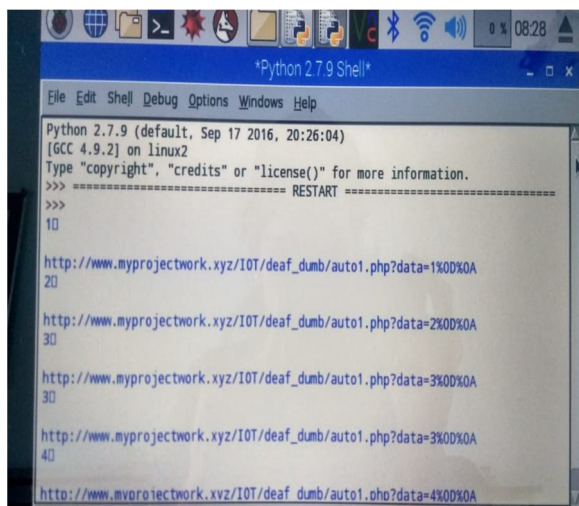 0 % 08:28
*Python 2.7.9 Shell*
File Edit Shell Debug Options Windows Help
Python 2.7.9 (default, Sep 17 2016, 20:26:04)
[GCC 4.9.2] on linux2
Type "copyright", "credits" or "license()" for more information.
>>> ================================ RESTART ================================
>>>
1
http://www.myprojectwork.xyz/IOT/deaf_dumb/auto1.php?data=1%0D%0A
2
http://www.myprojectwork.xyz/IOT/deaf_dumb/auto1.php?data=2%0D%0A
3
http://www.myprojectwork.xyz/IOT/deaf_dumb/auto1.php?data=3%0D%0A
3
http://www.myprojectwork.xyz/IOT/deaf_dumb/auto1.php?data=3%0D%0A
4
http://www.myprojectwork.xyz/IOT/deaf_dumb/auto1.php?data=4%0D%0A